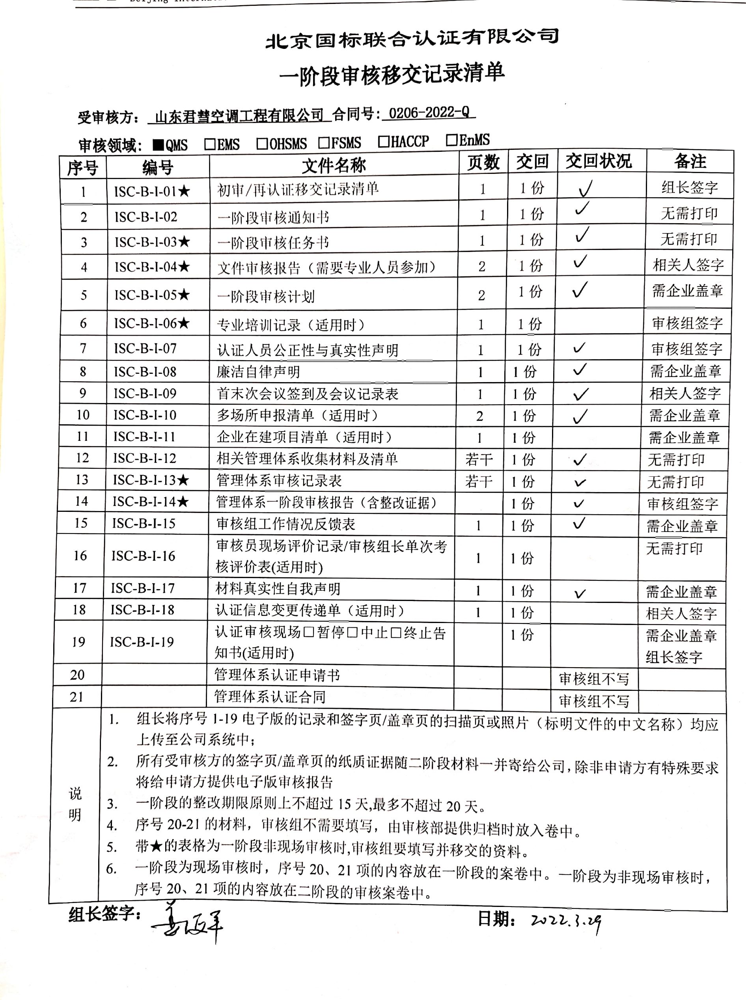 北京国标联合认证有限公司
一阶段审核移交记录清单
受审核方： 山东君彗空调工程有限公司 合同号: 0206-2022-Q
审核领域: ■QMS □EMS □OHSMS □FSMS □HACCP □EnMS
序号 编号 文件名称 页数 交回 交回状况 备注
1 ISC-B-I-01★ 初审/再认证移交记录清单 1 1 份 ✓ 组长签字
2 ISC-B-I-02 一阶段审核通知书 1 1 份 ✓ 无需打印
3 ISC-B-I-03★ 一阶段审核任务书 1 1 份 ✓ 无需打印
4 ISC-B-I-04★ 文件审核报告（需要专业人员参加） 2 1 份 ✓ 相关人签字
5 ISC-B-I-05★ 一阶段审核计划 2 1 份 ✓ 需企业盖章
6 ISC-B-I-06★ 专业培训记录（适用时） 1 1 份 审核组签字
7 ISC-B-I-07 认证人员公正性与真实性声明 1 1 份 ✓ 审核组签字
8 ISC-B-I-08 廉洁自律声明 1 1 份 ✓ 需企业盖章
9 ISC-B-I-09 首末次会议签到及会议记录表 1 1 份 ✓ 相关人签字
10 ISC-B-I-10 多场所申报清单（适用时） 2 1 份 ✓ 需企业盖章
11 ISC-B-I-11 企业在建项目清单（适用时） 1 1 份 需企业盖章
12 ISC-B-I-12 相关管理体系收集材料及清单 若干 1 份 ✓ 无需打印
13 ISC-B-I-13★ 管理体系审核记录表 若干 1 份 ✓ 无需打印
14 ISC-B-I-14★ 管理体系一阶段审核报告（含整改证据） 1 份 ✓ 审核组签字
15 ISC-B-I-15 审核组工作情况反馈表 1 1 份 ✓ 需企业盖章
16 ISC-B-I-16 审核员现场评价记录/审核组长单次考 1 1 份 无需打印
核评价表(适用时)
17 ISC-B-I-17 材料真实性自我声明 1 1 份 ✓ 需企业盖章
18 ISC-B-I-18 认证信息变更传递单（适用时） 1 1 份 相关人签字
19 ISC-B-I-19 认证审核现场□暂停□中止□终止告 1 份 需企业盖章
知书(适用时) 组长签字
20 管理体系认证申请书 审核组不写
21 管理体系认证合同 审核组不写
说明
1. 组长将序号 1-19 电子版的记录和签字页/盖章页的扫描页或照片（标明文件的中文名称）均应
上传至公司系统中；
2. 所有受审核方的签字页/盖章页的纸质证据随二阶段材料一并寄给公司,除非申请方有特殊要求
将给申请方提供电子版审核报告
3. 一阶段的整改期限原则上不超过 15 天,最多不超过 20 天。
4. 序号 20-21 的材料，审核组不需要填写，由审核部提供归档时放入卷中。
5. 带★的表格为一阶段非现场审核时,审核组要填写并移交的资料。
6. 一阶段为现场审核时，序号 20、21 项的内容放在一阶段的案卷中。一阶段为非现场审核时，
序号 20、21 项的内容放在二阶段的审核案卷中。
组长签字： 日期： 2022.3.29